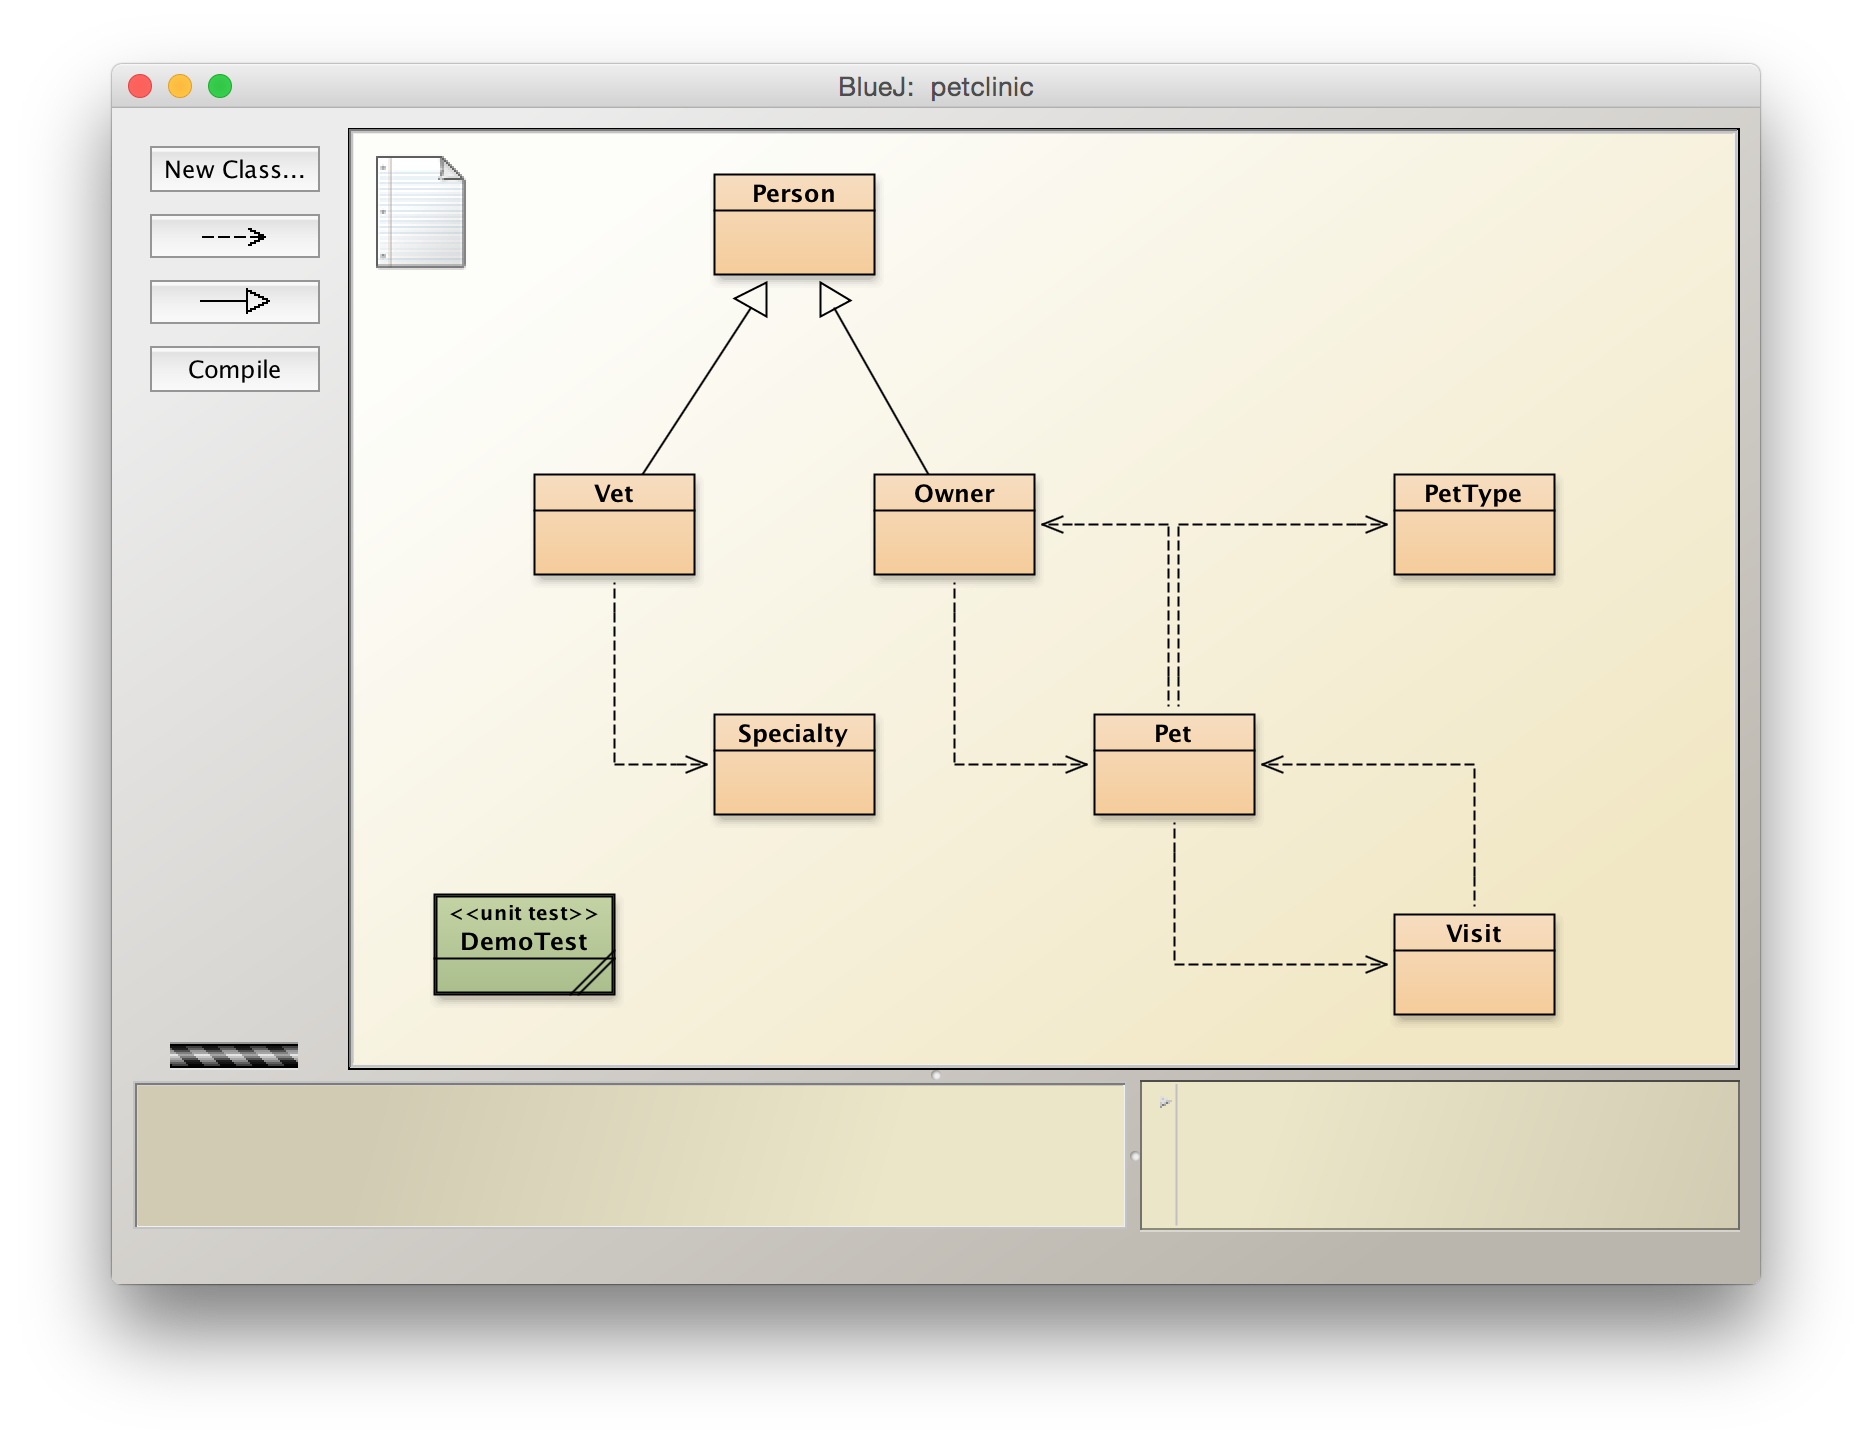 BlueJ: petclinic
New Class...
Compile
Person
Vet
Owner
PetType
Specialty
Pet
<<unit test>>
DemoTest
Visit